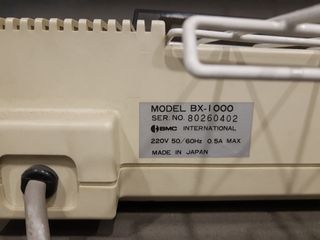 MODEL BX-1000
SER. NO. 80260402
BMC INTERNATIONAL
220V 50/60Hz 0.5A MAX
MADE IN JAPAN